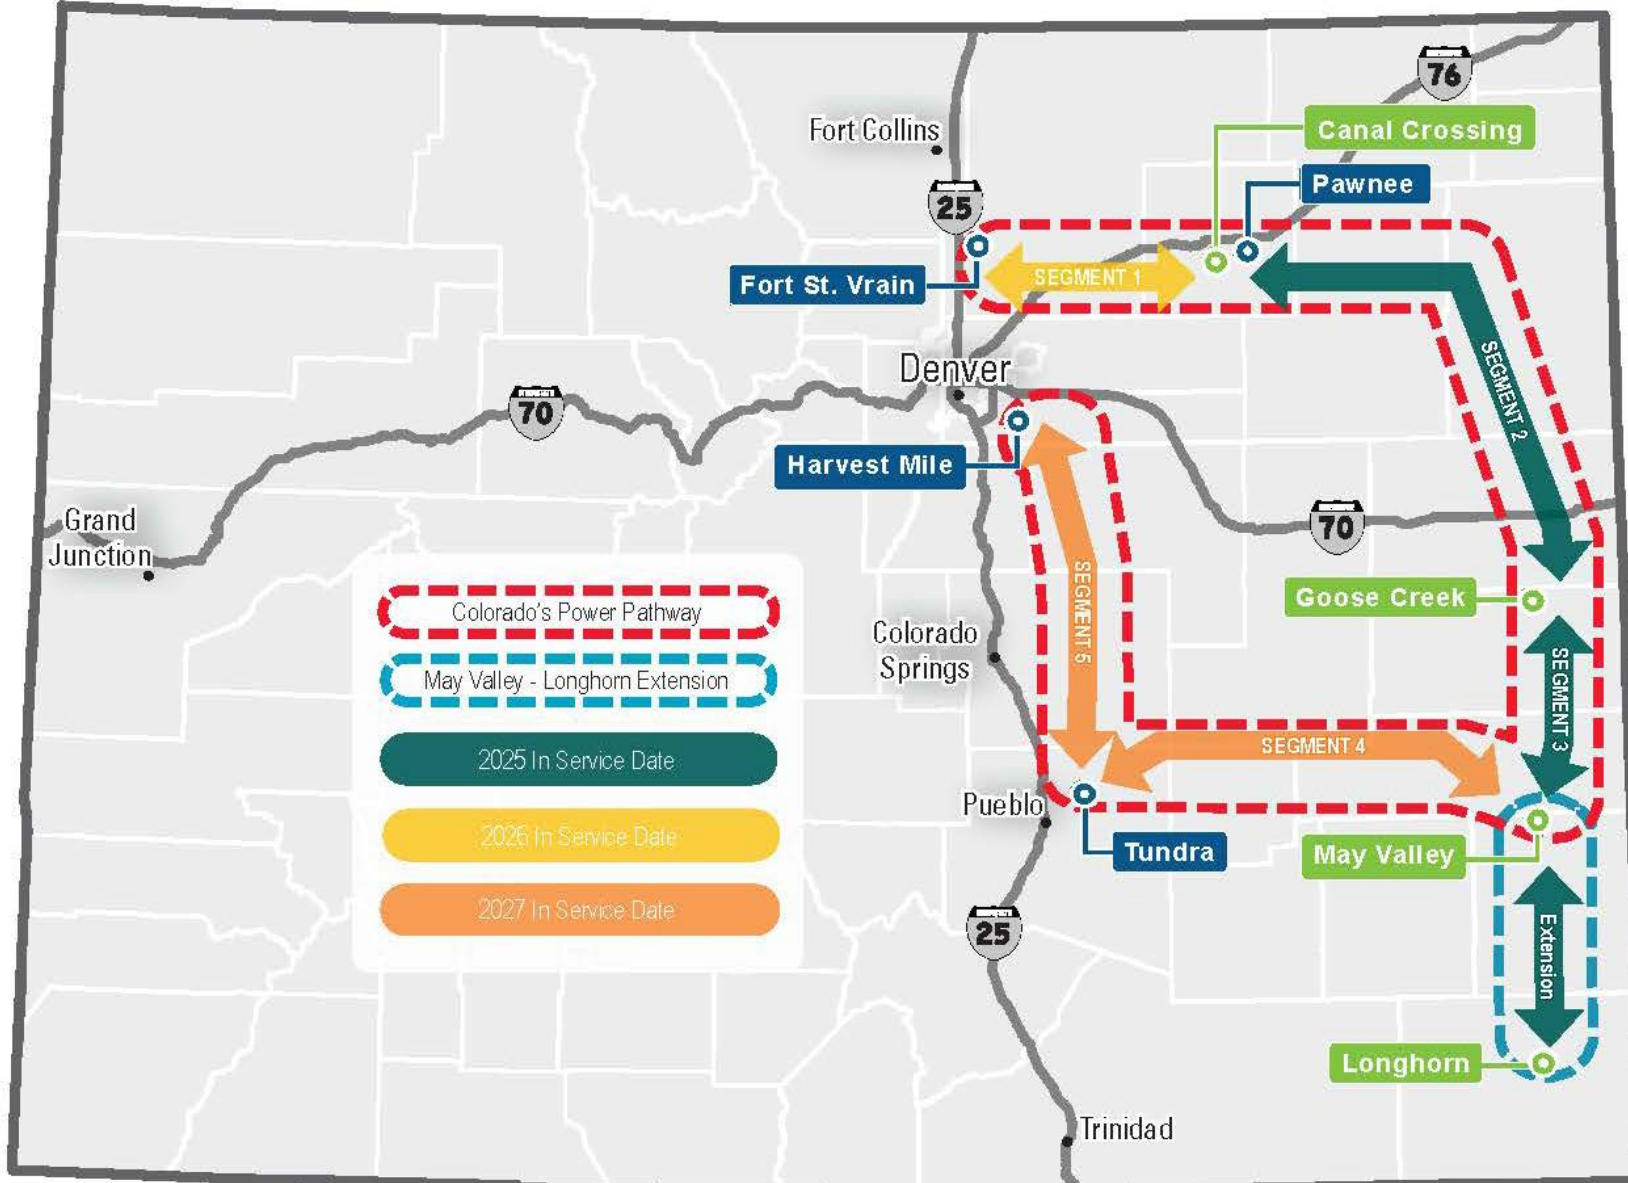 76
Fort Collins
Canal Crossing
Pawnee
25
Fort St. Vrain
SEGMENT 1
SEGMENT 2
Denver
70
Harvest Mile
Grand
Junction
70
Colorado's Power Pathway
May Valley - Longhorn Extension
2025 In Service Date
2026 In Service Date
2027 In Service Date
Colorado
Springs
SEGMENT 5
Goose Creek
SEGMENT 3
SEGMENT 4
Pueblo
Tundra
May Valley
25
Extension
Longhorn
Trinidad